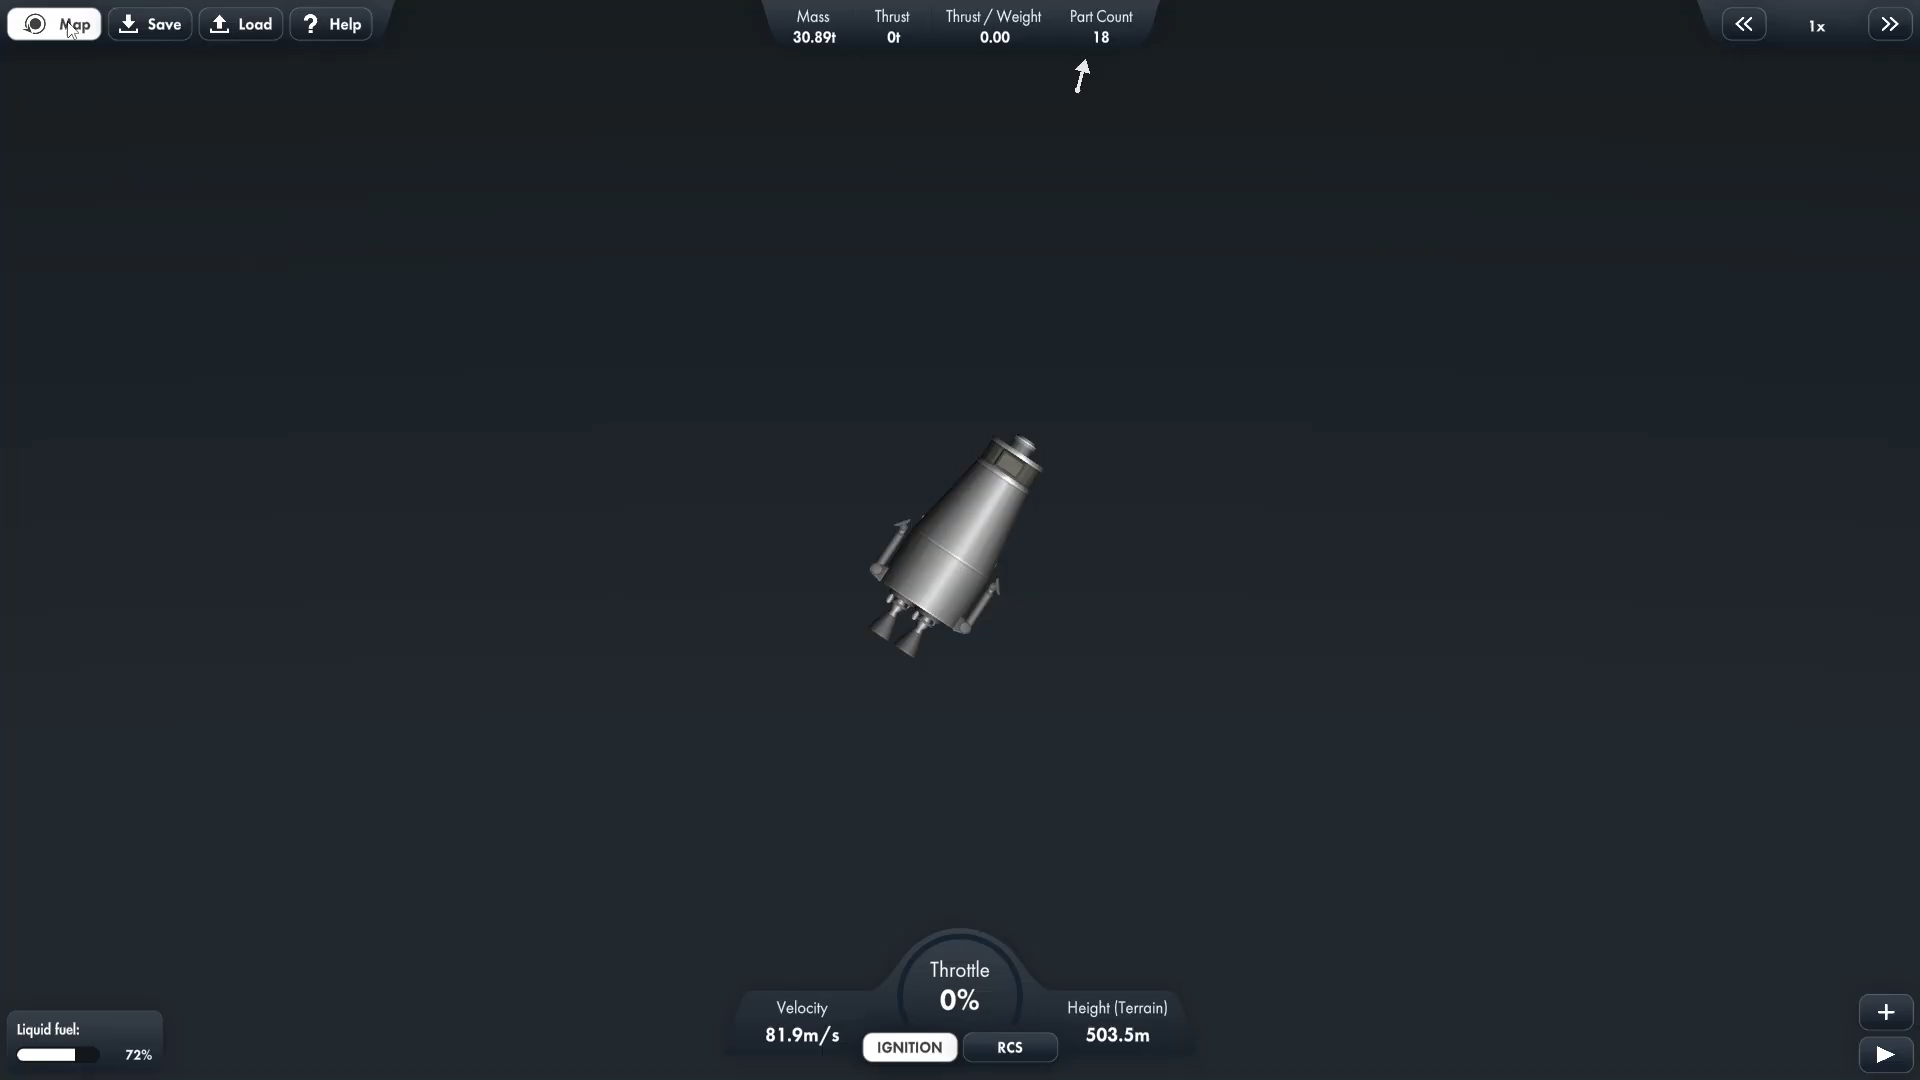 Map Save Load ? Help
Mass Thrust Thrust / Weight Part Count
30.89t 0t 0.00 18
1x
Throttle
0%
Velocity
81.9m/s
Height (Terrain)
503.5m
IGNITION RCS
Liquid fuel:
72%